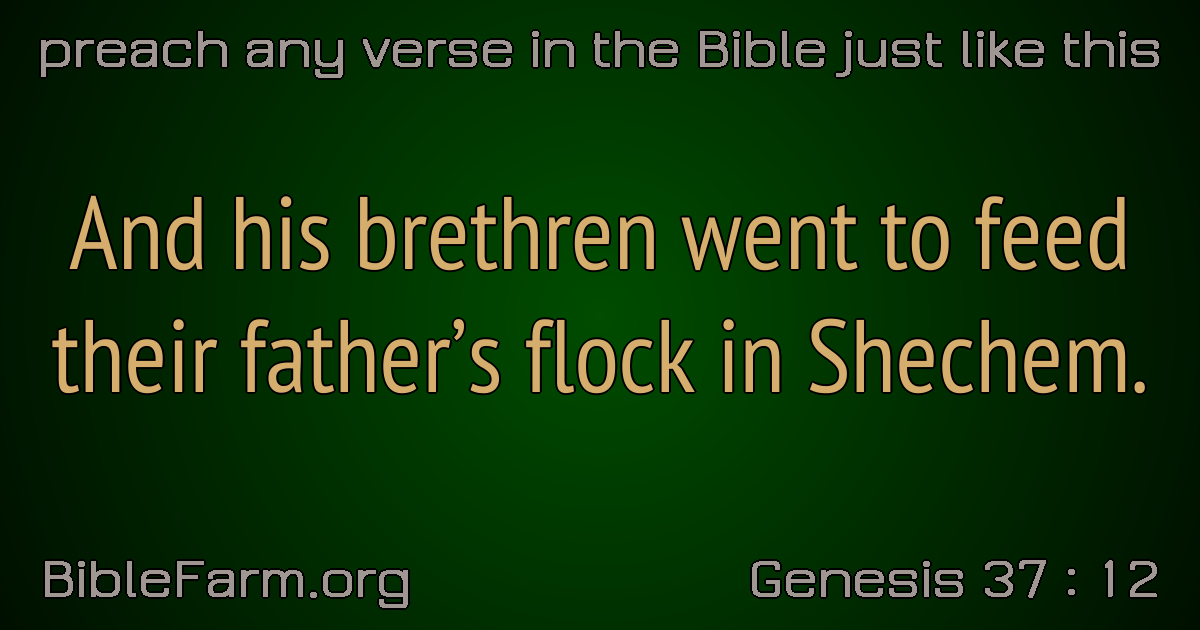 preach any verse in the Bible just like this
And his brethren went to feed
their father’s flock in Shechem.
BibleFarm.org
Genesis 37 : 12